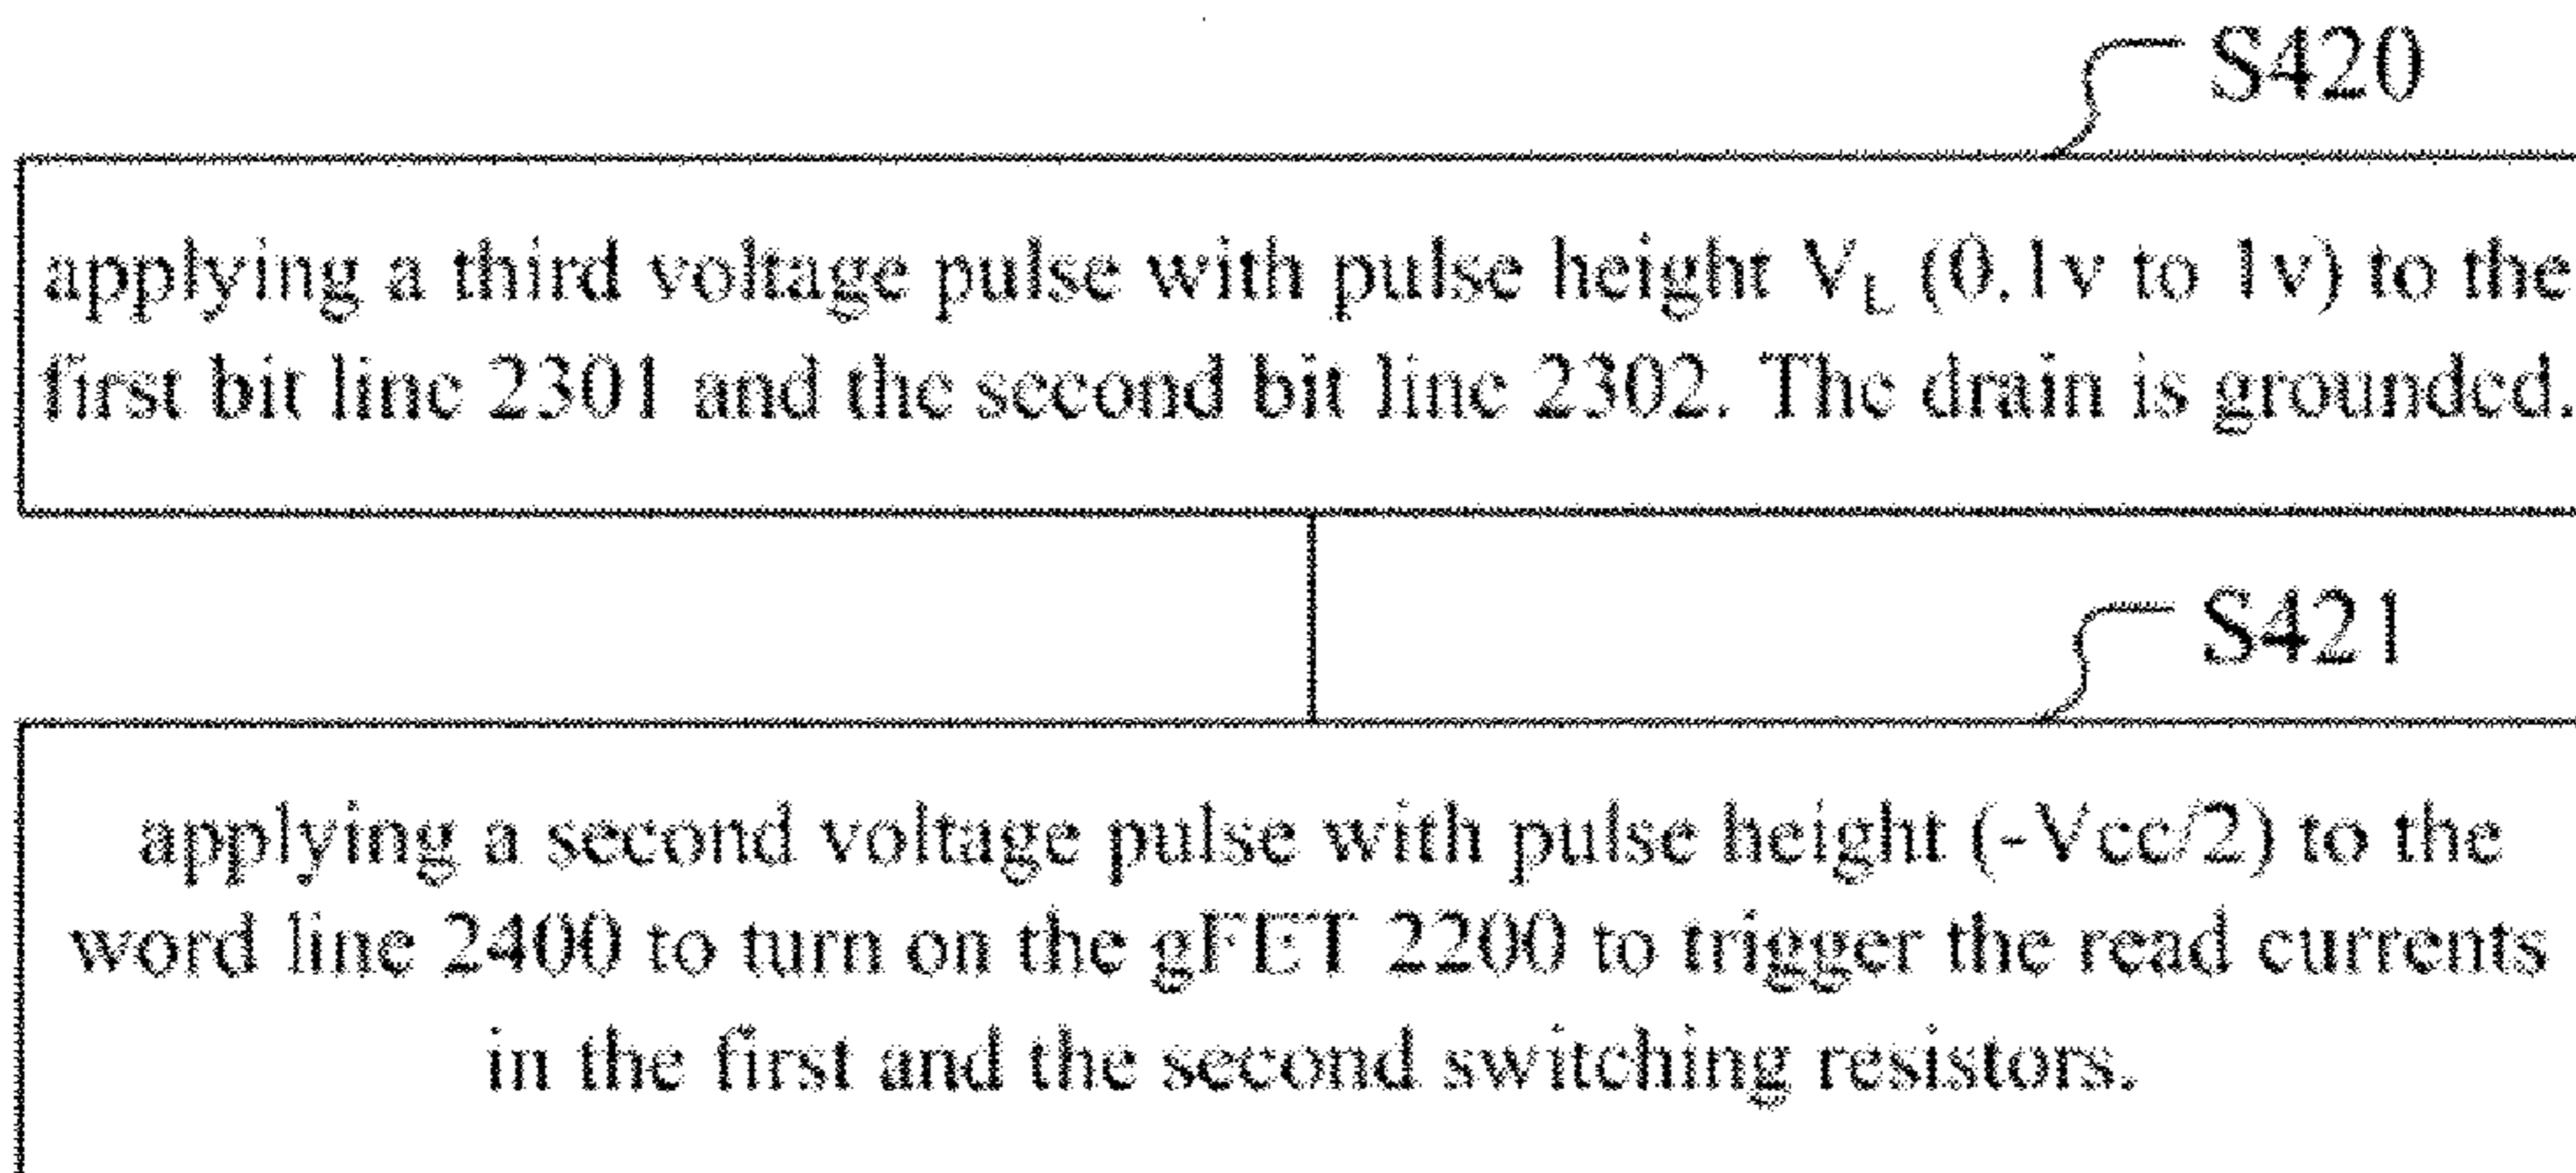 S420
applying a third voltage pulse with pulse height V_L (0.1v to 1v) to the
first bit line 2301 and the second bit line 2302. The drain is grounded.
S421
applying a second voltage pulse with pulse height (-Vcc/2) to the
word line 2400 to turn on the gFET 2200 to trigger the read currents
in the first and the second switching resistors.